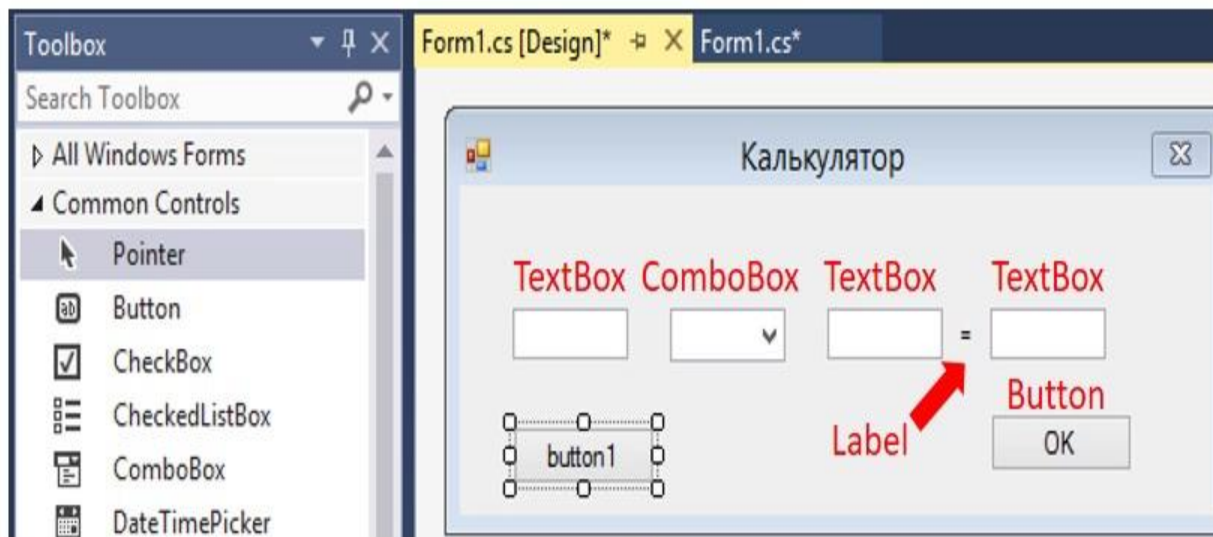 Toolbox
Form1.cs [Design]*
Form1.cs*
Search Toolbox
All Windows Forms
Common Controls
Pointer
Button
CheckBox
CheckedListBox
ComboBox
DateTimePicker
Калькулятор
TextBox ComboBox TextBox TextBox
=
Button
Label
button1
OK